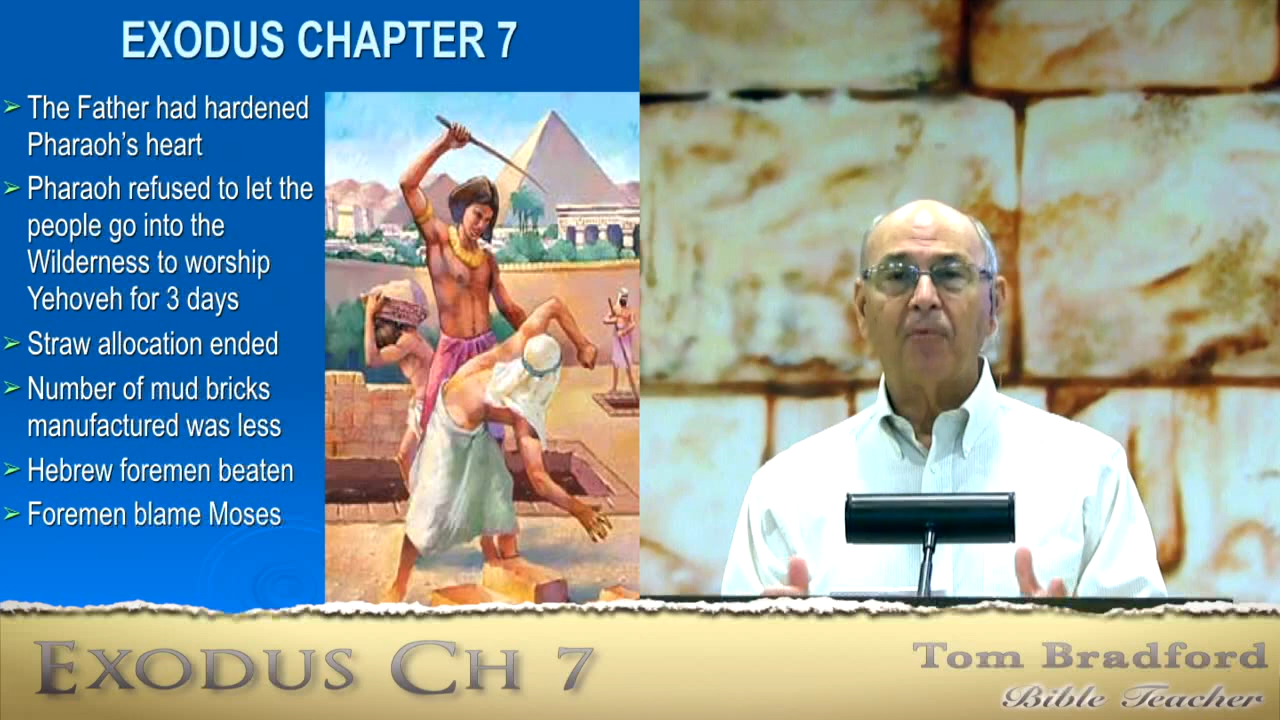 EXODUS CHAPTER 7
➢ The Father had hardened
Pharaoh's heart
➢ Pharaoh refused to let the
people go into the
Wilderness to worship
Yehoveh for 3 days
➢ Straw allocation ended
➢ Number of mud bricks
manufactured was less
➢ Hebrew foremen beaten
➢ Foremen blame Moses
Exodus Ch 7
Tom Bradford
Bible Teacher